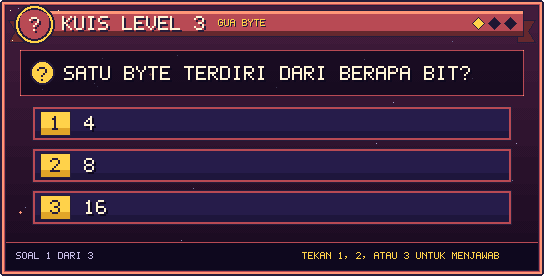 ? KUIS LEVEL 3 GUA BYTE
? SATU BYTE TERDIRI DARI BERAPA BIT?
1 4
2 8
3 16
SOAL 1 DARI 3 TEKAN 1, 2, ATAU 3 UNTUK MENJAWAB